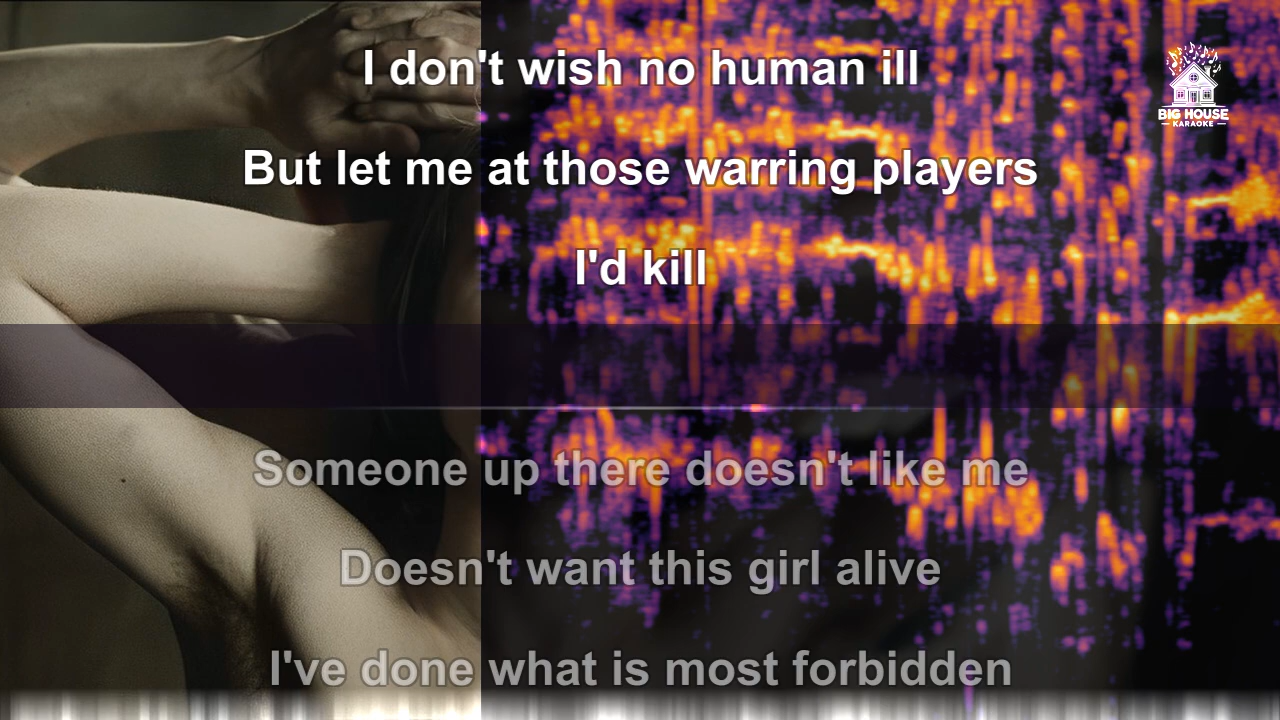 I don't wish no human ill
BIG HOUSE
KARAOKE
But let me at those warring players
I'd kill
Someone up there doesn't like me
Doesn't want this girl alive
I've done what is most forbidden